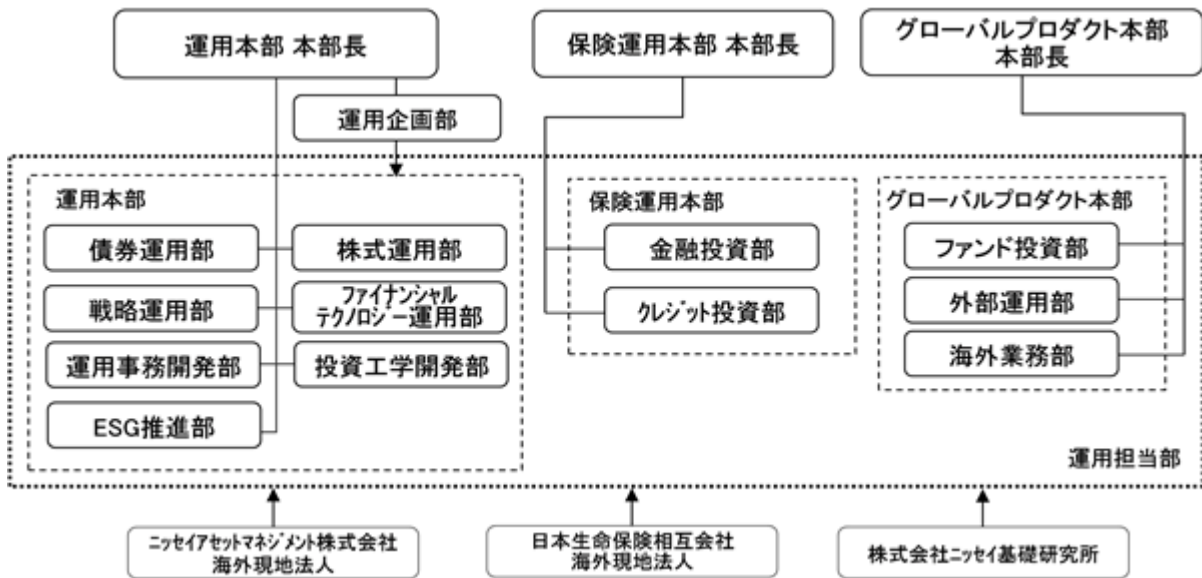 運用本部 本部長
保険運用本部 本部長
グローバルプロダクト本部
本部長
運用企画部
運用本部
債券運用部
株式運用部
戦略運用部
ファイナンシャル
テクノロジー運用部
運用事務開発部
投資工学開発部
ESG推進部
保険運用本部
金融投資部
クレジット投資部
グローバルプロダクト本部
ファンド投資部
外部運用部
海外業務部
運用担当部
ニッセイアセットマネジメント株式会社
海外現地法人
日本生命保険相互会社
海外現地法人
株式会社ニッセイ基礎研究所